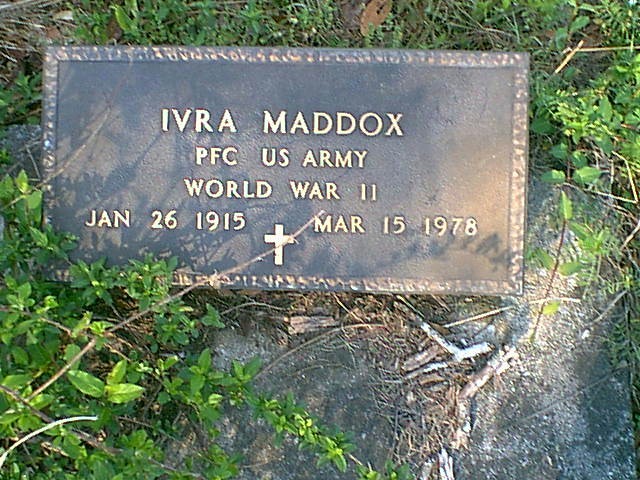 IVRA MADDOX
PFC US ARMY
WORLD WAR II
JAN 26 1915 MAR 15 1978